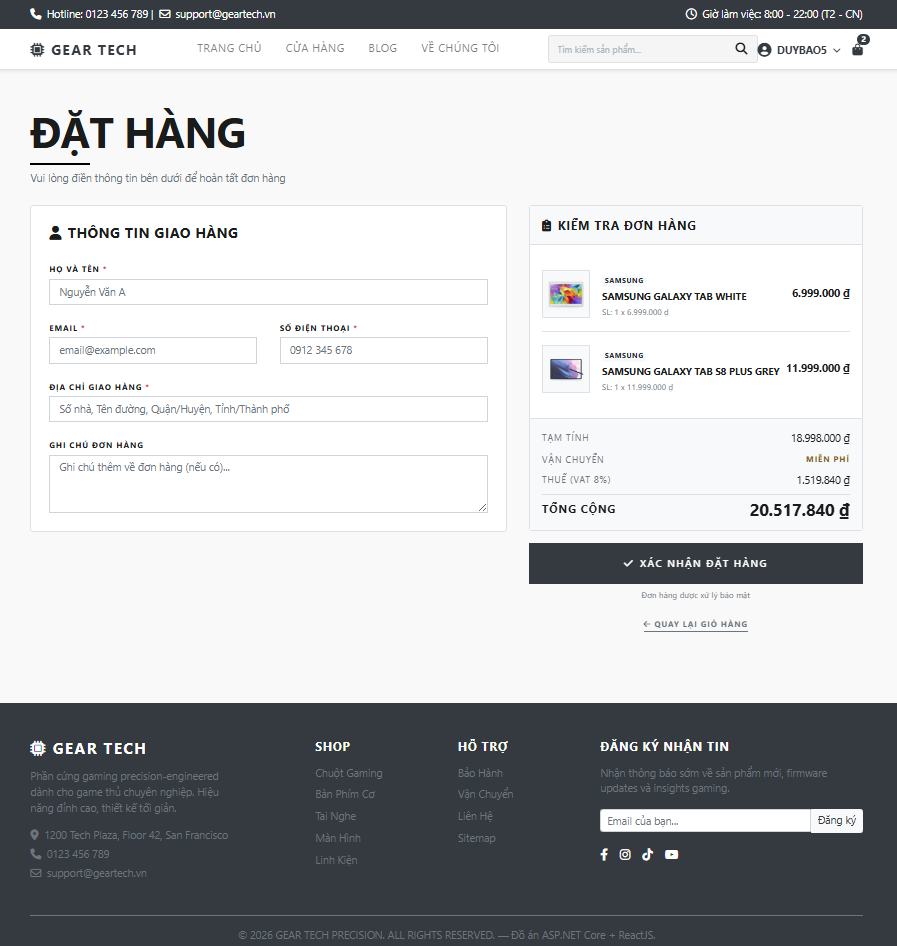 Hotline: 0123 456 789 | support@geartech.vn
Giờ làm việc: 8:00 - 22:00 (T2 - CN)
GEAR TECH
TRANG CHỦ
CỬA HÀNG
BLOG
VỀ CHÚNG TÔI
Tìm kiếm sản phẩm...
DUYBAO5
2
ĐẶT HÀNG
Vui lòng điền thông tin bên dưới để hoàn tất đơn hàng
THÔNG TIN GIAO HÀNG
HỌ VÀ TÊN *
Nguyễn Văn A
EMAIL *
SỐ ĐIỆN THOẠI *
email@example.com
0912 345 678
ĐỊA CHỈ GIAO HÀNG *
Số nhà, Tên đường, Quận/Huyện, Tỉnh/Thành phố
GHI CHÚ ĐƠN HÀNG
Ghi chú thêm về đơn hàng (nếu có)...
KIỂM TRA ĐƠN HÀNG
SAMSUNG
SAMSUNG GALAXY TAB WHITE
6.999.000 ₫
SL: 1 x 6.999.000 ₫
SAMSUNG
SAMSUNG GALAXY TAB S8 PLUS GREY
11.999.000 ₫
SL: 1 x 11.999.000 ₫
TẠM TÍNH
18.998.000 ₫
VẬN CHUYỂN
MIỄN PHÍ
THUẾ (VAT 8%)
1.519.840 ₫
TỔNG CỘNG
20.517.840 ₫
XÁC NHẬN ĐẶT HÀNG
Đơn hàng được xử lý bảo mật
← QUAY LẠI GIỎ HÀNG
GEAR TECH
Phần cứng gaming precision-engineered
dành cho game thủ chuyên nghiệp. Hiệu
năng đỉnh cao, thiết kế tối giản.
1200 Tech Plaza, Floor 42, San Francisco
0123 456 789
support@geartech.vn
SHOP
Chuột Gaming
Bàn Phím Cơ
Tai Nghe
Màn Hình
Linh Kiện
HỖ TRỢ
Bảo Hành
Vận Chuyển
Liên Hệ
Sitemap
ĐĂNG KÝ NHẬN TIN
Nhận thông báo sớm về sản phẩm mới, firmware
updates và insights gaming.
Email của bạn...
Đăng ký
© 2026 GEAR TECH PRECISION. ALL RIGHTS RESERVED. — Đồ án ASP.NET Core + ReactJS.